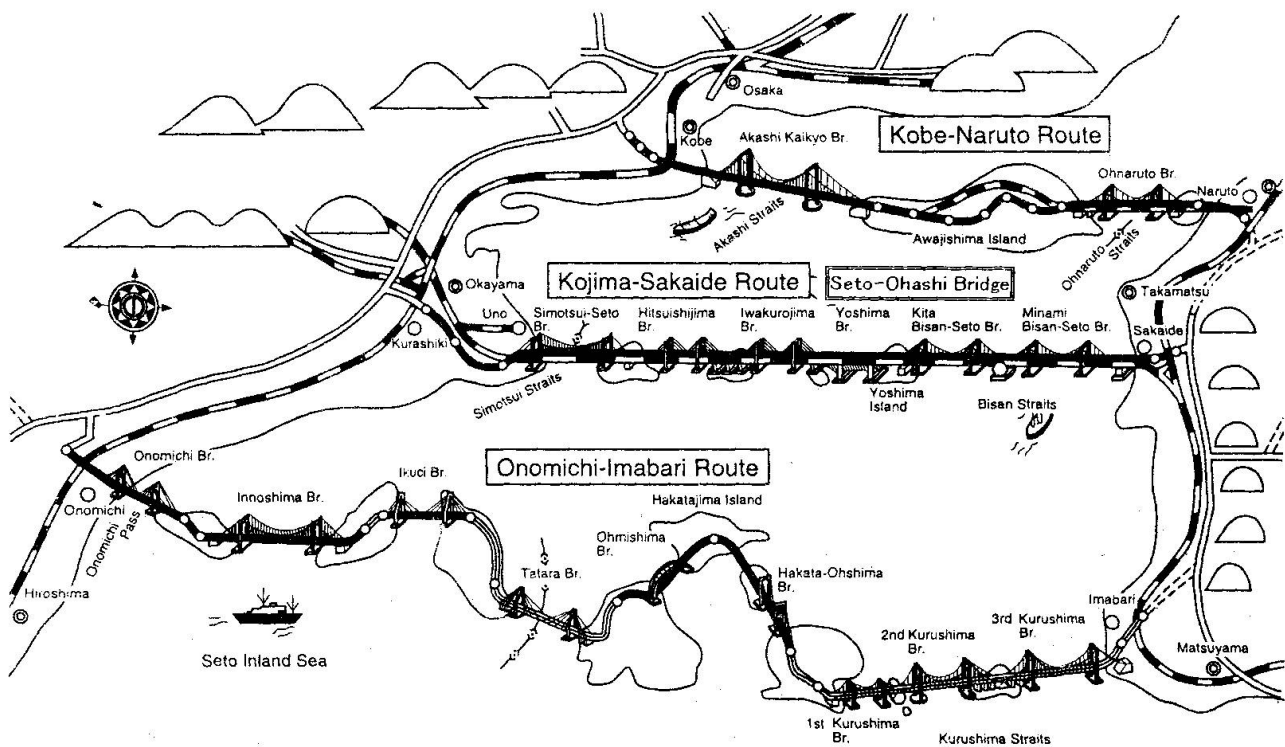 Osaka
Kobe
Akashi Kaikyo Br.
Kobe-Naruto Route
Ohnaruto Br.
Naruto
Akashi Straits
Awajishima Island
Ohnaruto Straits
Okayama
Kojima-Sakaide Route
Seto-Ohashi Bridge
Takamatsu
Uno
Simotsui-Seto
Br.
Hitsuishijima
Br.
Iwakurojima
Br.
Yoshima
Br.
Kita
Bisan-Seto Br.
Minami
Bisan-Seto Br.
Sakaide
Kurashiki
Simotsui Straits
Yoshima
Island
Bisan Straits
Onomichi Br.
Onomichi-Imabari Route
Ikuci Br.
Innoshima Br.
Hakatajima Island
Onomichi
Onomichi
Pass
Ohmishima
Br.
Tatara Br.
Hakata-Ohshima
Br.
Hiroshima
Imabari
3rd Kurushima
Br.
2nd Kurushima
Br.
Seto Inland Sea
Matsuyama
1st Kurushima
Br.
Kurushima Straits